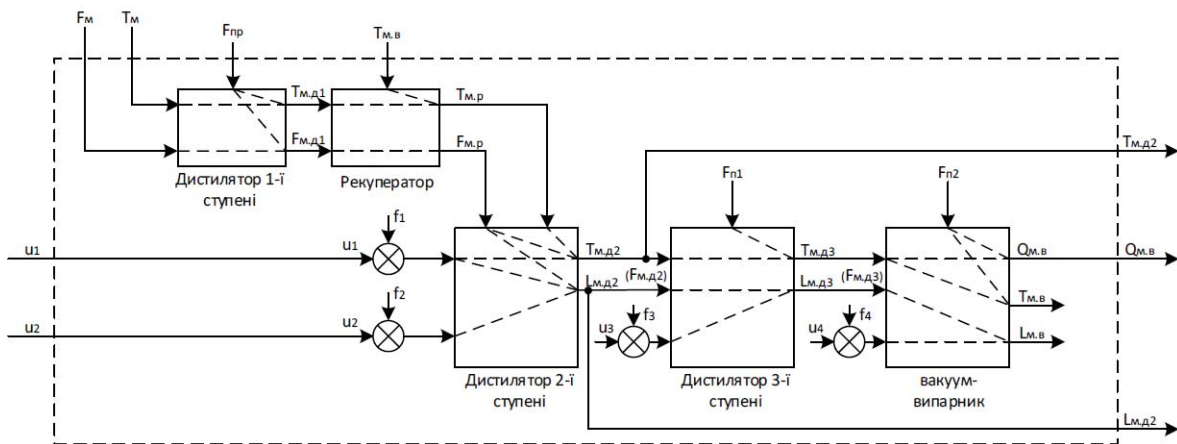 Fм
Tм
Fпр
Tм.в
Tм.д1
Tм.р
Fм.д1
Fм.р
Tм.д2
Дистилятор 1-ї
ступені
Рекуператор
Fп1
Fп2
f1
u1
u1
Tм.д2
Tм.д3
Qм.в
Qм.в
Lм.д2
(Fм.д2)
Lм.д3
(Fм.д3)
Tм.в
f2
f3
f4
u2
u2
u3
u4
Lм.в
Дистилятор 2-ї
ступені
Дистилятор 3-ї
ступені
вакуум-
випарник
Lм.д2